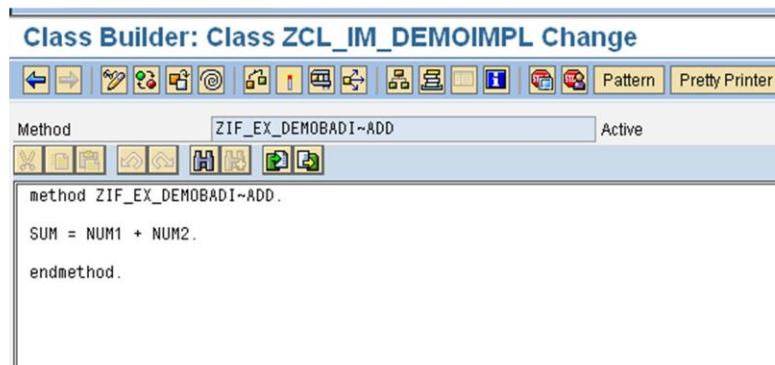 Class Builder: Class ZCL_IM_DEMOIMPL Change
Pattern Pretty Printer
Method ZIF_EX_DEMOBADI~ADD Active
method ZIF_EX_DEMOBADI~ADD.
SUM = NUM1 + NUM2.
endmethod.